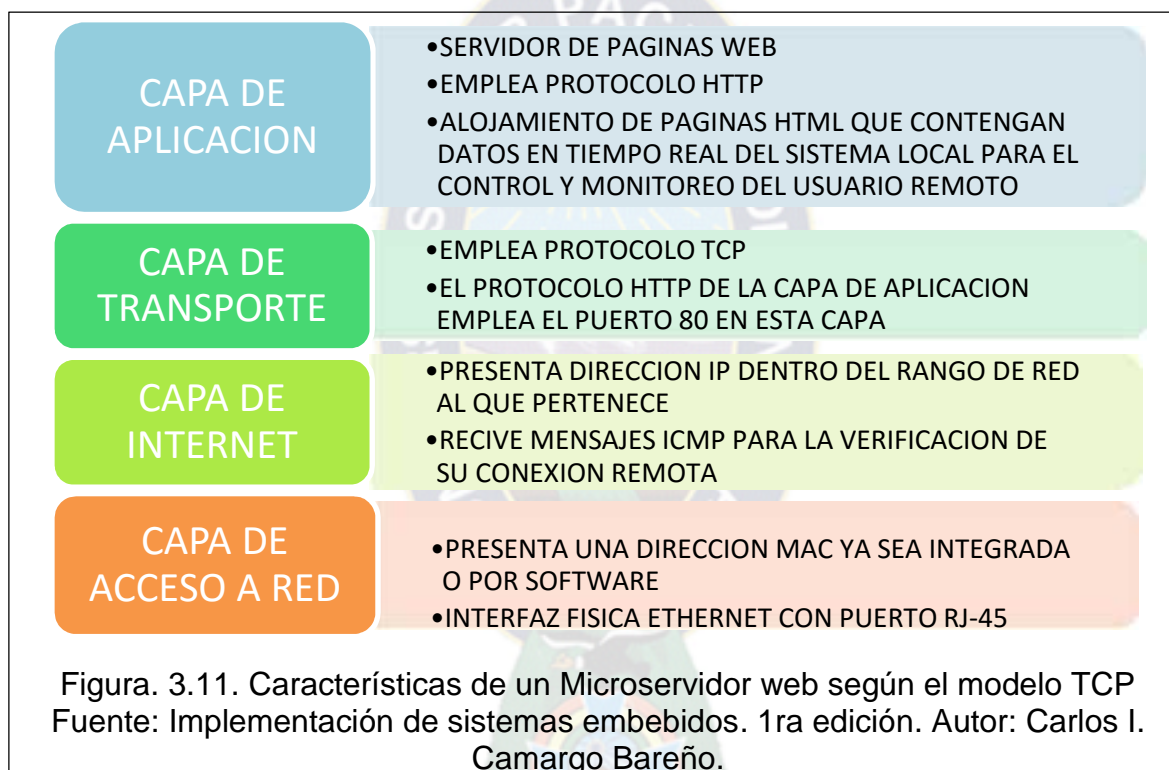 CAPA DE
APLICACION
•SERVIDOR DE PAGINAS WEB
•EMPLEA PROTOCOLO HTTP
•ALOJAMIENTO DE PAGINAS HTML QUE CONTENGAN
DATOS EN TIEMPO REAL DEL SISTEMA LOCAL PARA EL
CONTROL Y MONITOREO DEL USUARIO REMOTO
CAPA DE
TRANSPORTE
•EMPLEA PROTOCOLO TCP
•EL PROTOCOLO HTTP DE LA CAPA DE APLICACION
EMPLEA EL PUERTO 80 EN ESTA CAPA
CAPA DE
INTERNET
•PRESENTA DIRECCION IP DENTRO DEL RANGO DE RED
AL QUE PERTENECE
•RECIVE MENSAJES ICMP PARA LA VERIFICACION DE
SU CONEXION REMOTA
CAPA DE
ACCESO A RED
•PRESENTA UNA DIRECCION MAC YA SEA INTEGRADA
O POR SOFTWARE
•INTERFAZ FISICA ETHERNET CON PUERTO RJ-45
Figura. 3.11. Características de un Microservidor web según el modelo TCP
Fuente: Implementación de sistemas embebidos. 1ra edición. Autor: Carlos I.
Camargo Bareño.